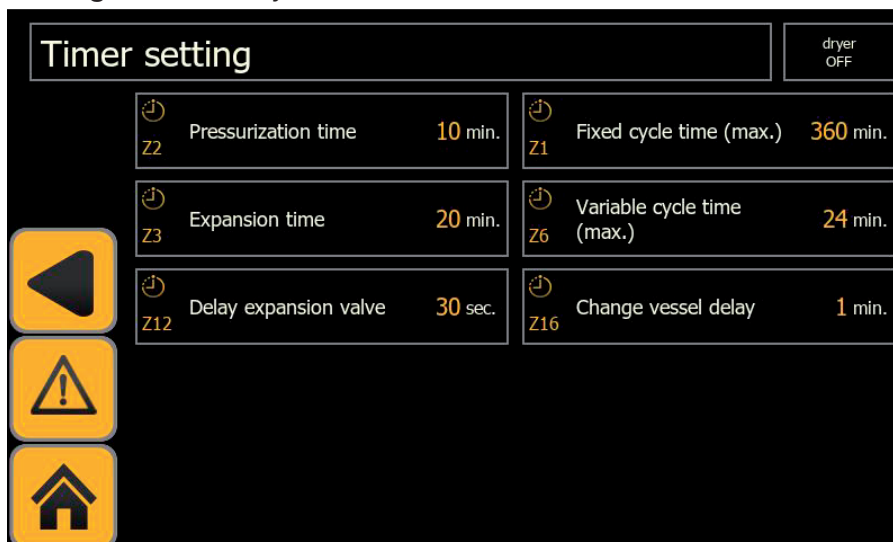 Timer setting
dryer
OFF
Z2 Pressurization time 10 min.
Z1 Fixed cycle time (max.) 360 min.
Z3 Expansion time 20 min.
Z6 Variable cycle time
(max.) 24 min.
Z12 Delay expansion valve 30 sec.
Z16 Change vessel delay 1 min.